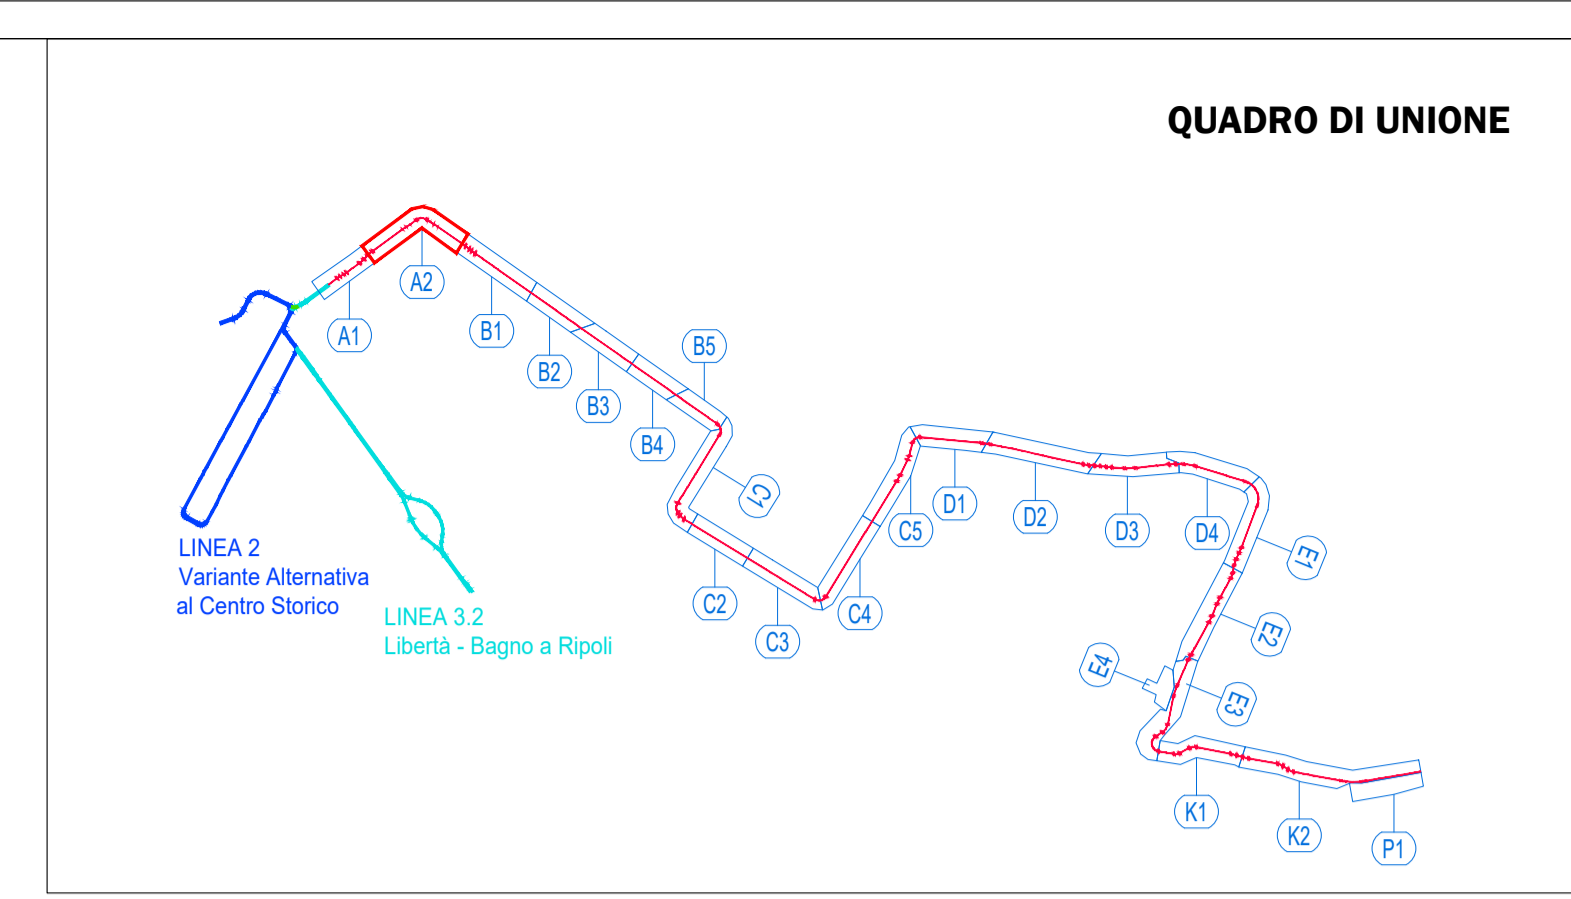 QUADRO DI UNIONE
A2
A1
B1
B5
B2
B3
B4
C1
C5
D1
D2
D3
D4
E1
C2
C3
C4
E2
E4
E3
K1
K2
P1
LINEA 2
Variante Alternativa
al Centro Storico
LINEA 3.2
Libertà - Bagno a Ripoli